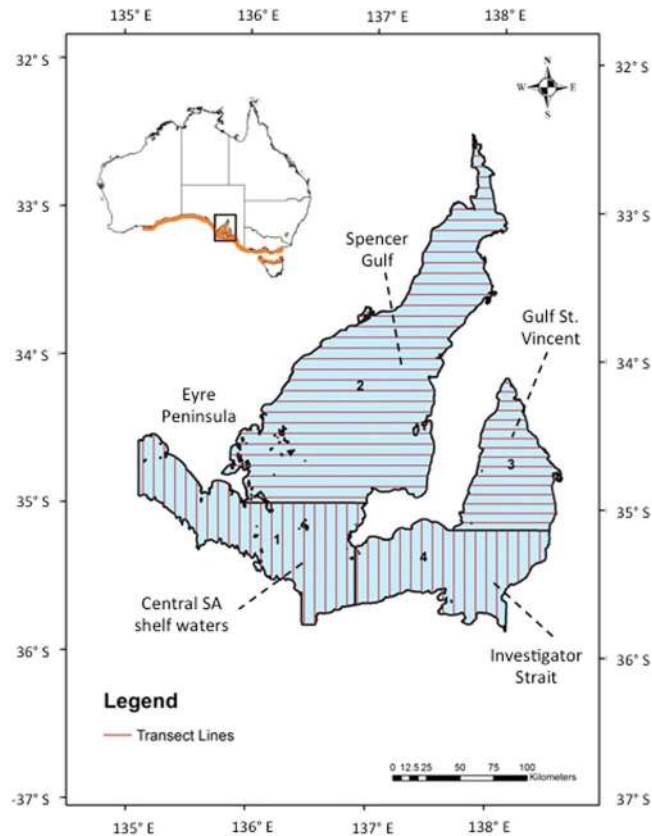 135° E
136° E
137° E
138° E
32° S
32° S
N
W
E
S
33° S
33° S
Spencer
Gulf
Gulf St.
Vincent
34° S
34° S
2
Eyre
Peninsula
3
35° S
35° S
1
4
Central SA
shelf waters
36° S
36° S
Investigator
Strait
Legend
Transect Lines
0 12.5 25 50 75 100
Kilometers
-37° S
-37° S
135° E
136° E
137° E
138° E